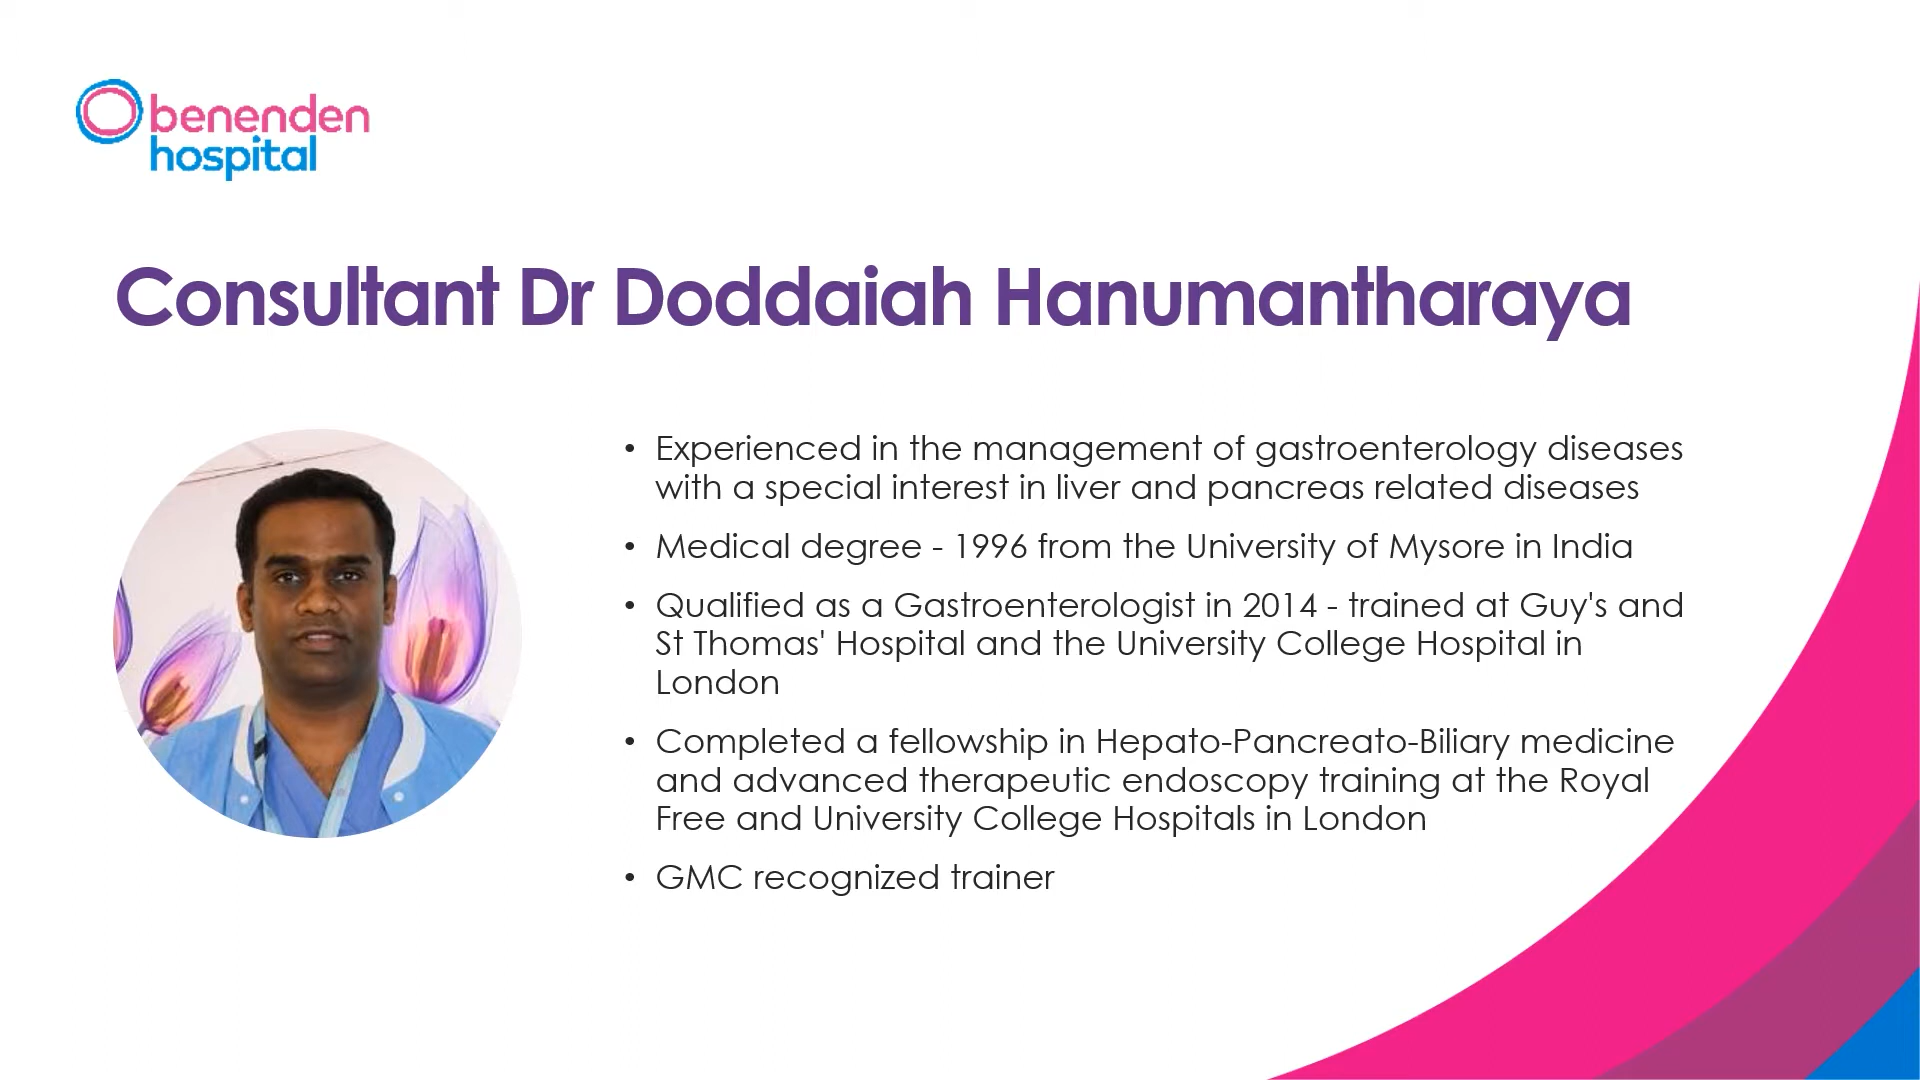 benenden
hospital
Consultant Dr Doddaiah Hanumantharaya
• Experienced in the management of gastroenterology diseases
with a special interest in liver and pancreas related diseases
• Medical degree - 1996 from the University of Mysore in India
• Qualified as a Gastroenterologist in 2014 - trained at Guy's and
St Thomas' Hospital and the University College Hospital in
London
• Completed a fellowship in Hepato-Pancreato-Biliary medicine
and advanced therapeutic endoscopy training at the Royal
Free and University College Hospitals in London
• GMC recognized trainer